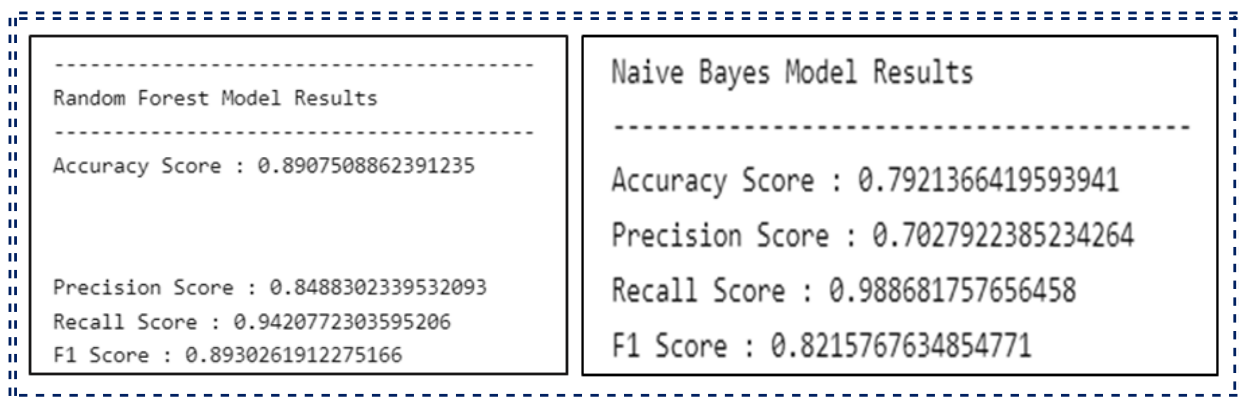 ----------------------------------------
Random Forest Model Results
----------------------------------------
Accuracy Score : 0.8907508862391235
Precision Score : 0.8488302339532093
Recall Score : 0.9420772303595206
F1 Score : 0.8930261912275166
Naive Bayes Model Results
----------------------------------------
Accuracy Score : 0.7921366419593941
Precision Score : 0.7027922385234264
Recall Score : 0.988681757656458
F1 Score : 0.8215767634854771